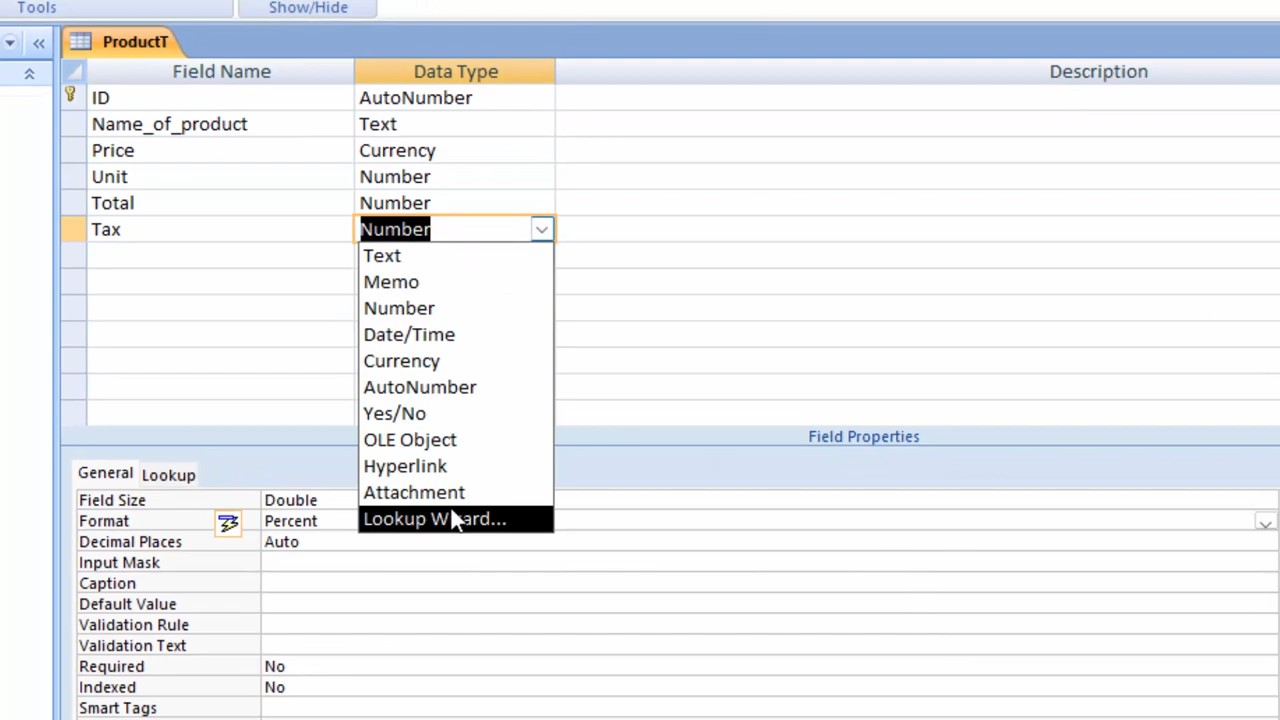 Tools Show/Hide
ProductT
Field Name Data Type Description
ID AutoNumber
Name_of_product Text
Price Currency
Unit Number
Total Number
Tax Number
Text
Memo
Number
Date/Time
Currency
AutoNumber
Yes/No
OLE Object
Hyperlink
Attachment
Lookup Wizard...
Field Properties
General Lookup
Field Size Double
Format Percent
Decimal Places Auto
Input Mask
Caption
Default Value
Validation Rule
Validation Text
Required No
Indexed No
Smart Tags